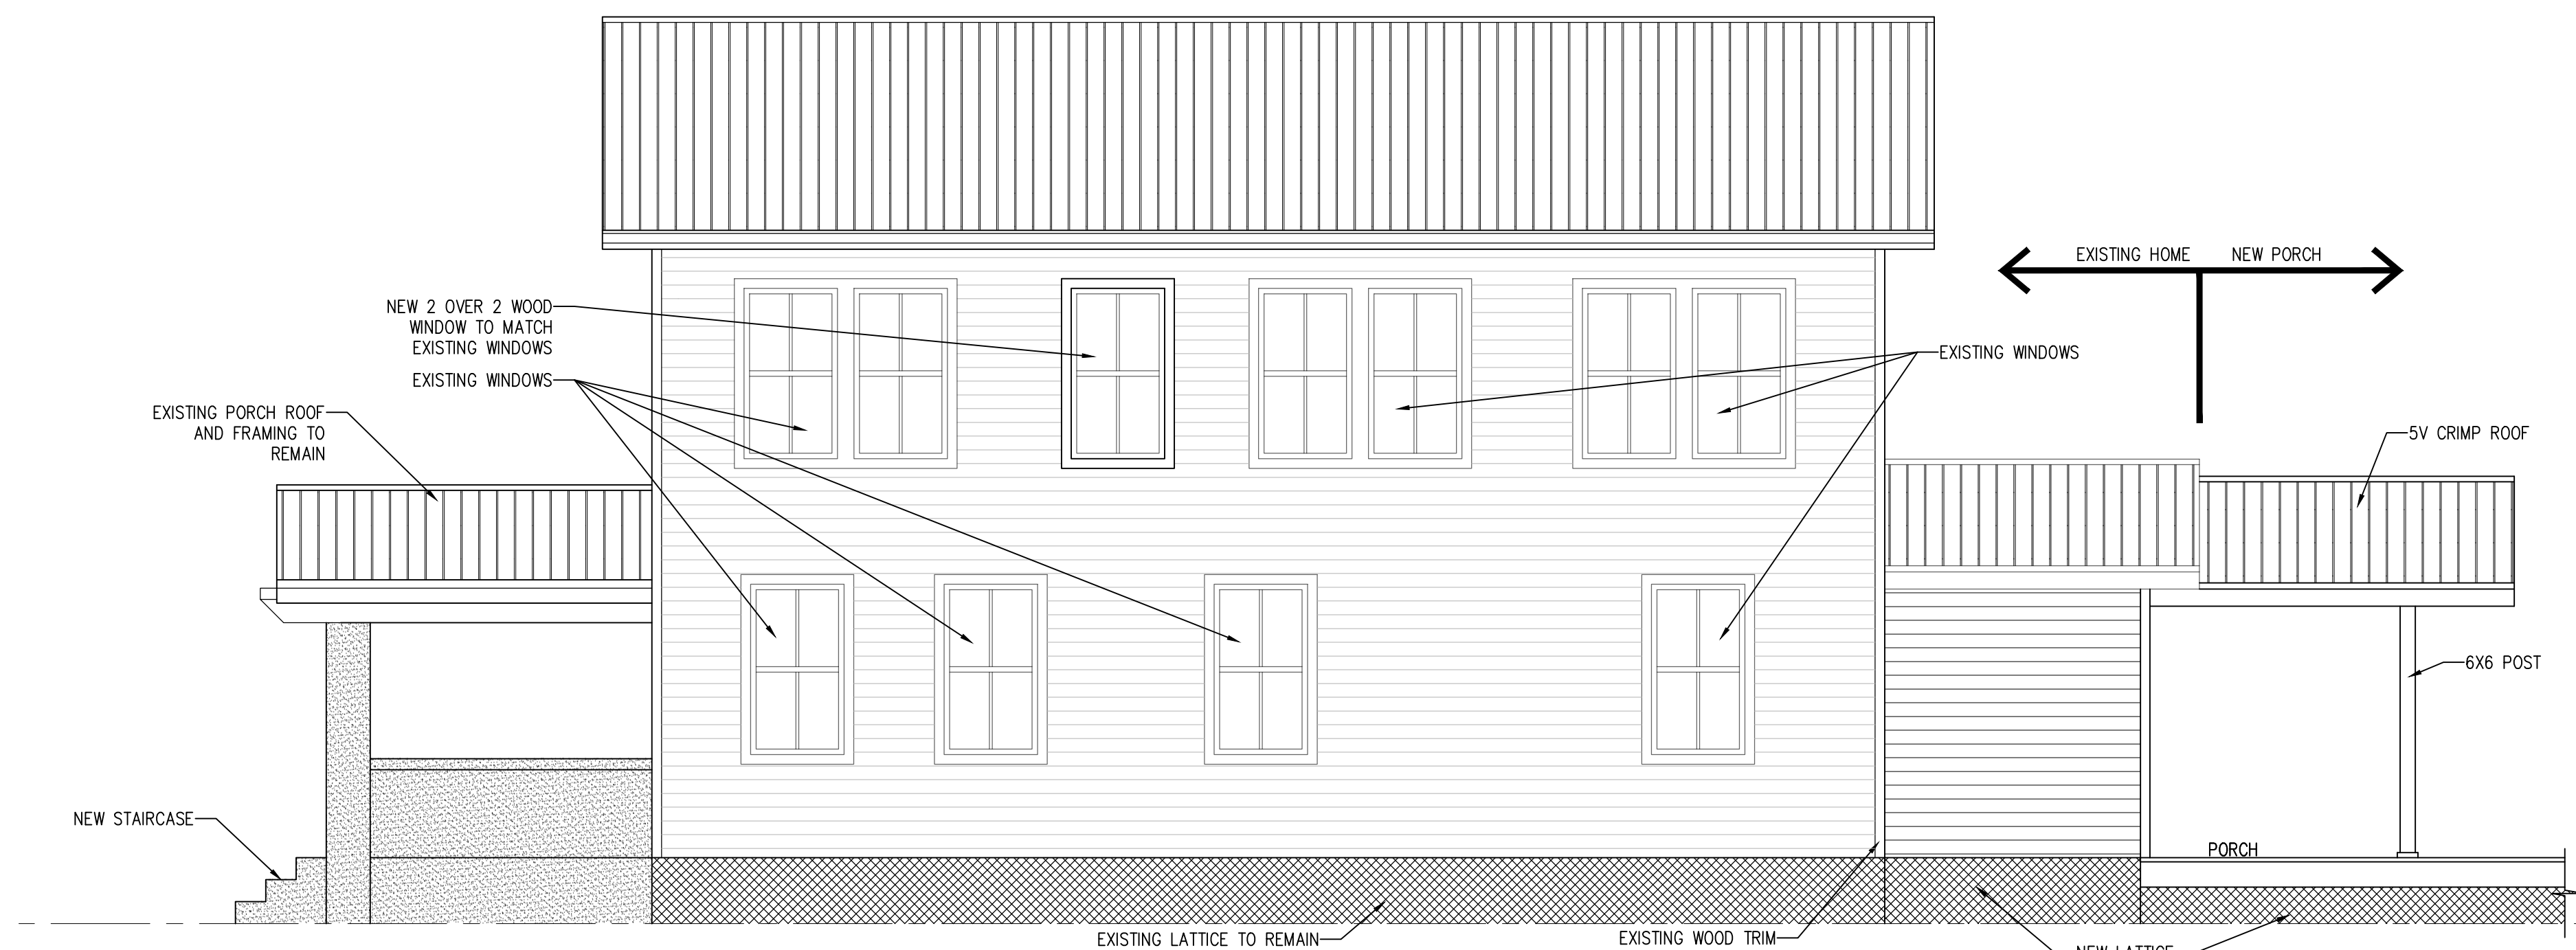 EXISTING HOME NEW PORCH
NEW 2 OVER 2 WOOD
WINDOW TO MATCH
EXISTING WINDOWS
EXISTING WINDOWS
EXISTING WINDOWS
EXISTING PORCH ROOF
AND FRAMING TO
REMAIN
5V CRIMP ROOF
6X6 POST
NEW STAIRCASE
PORCH
EXISTING LATTICE TO REMAIN
EXISTING WOOD TRIM
NEW LATTICE